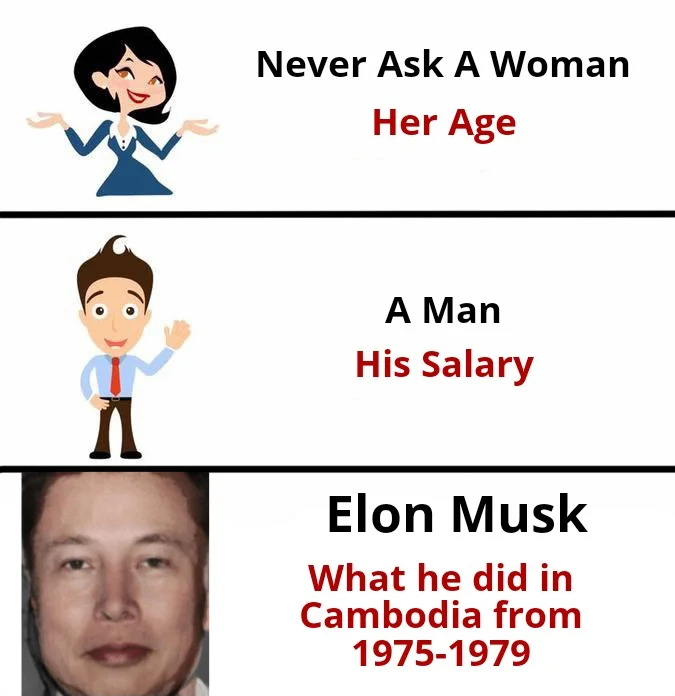 Never Ask A Woman
Her Age
A Man
His Salary
Elon Musk
What he did in
Cambodia from
1975-1979